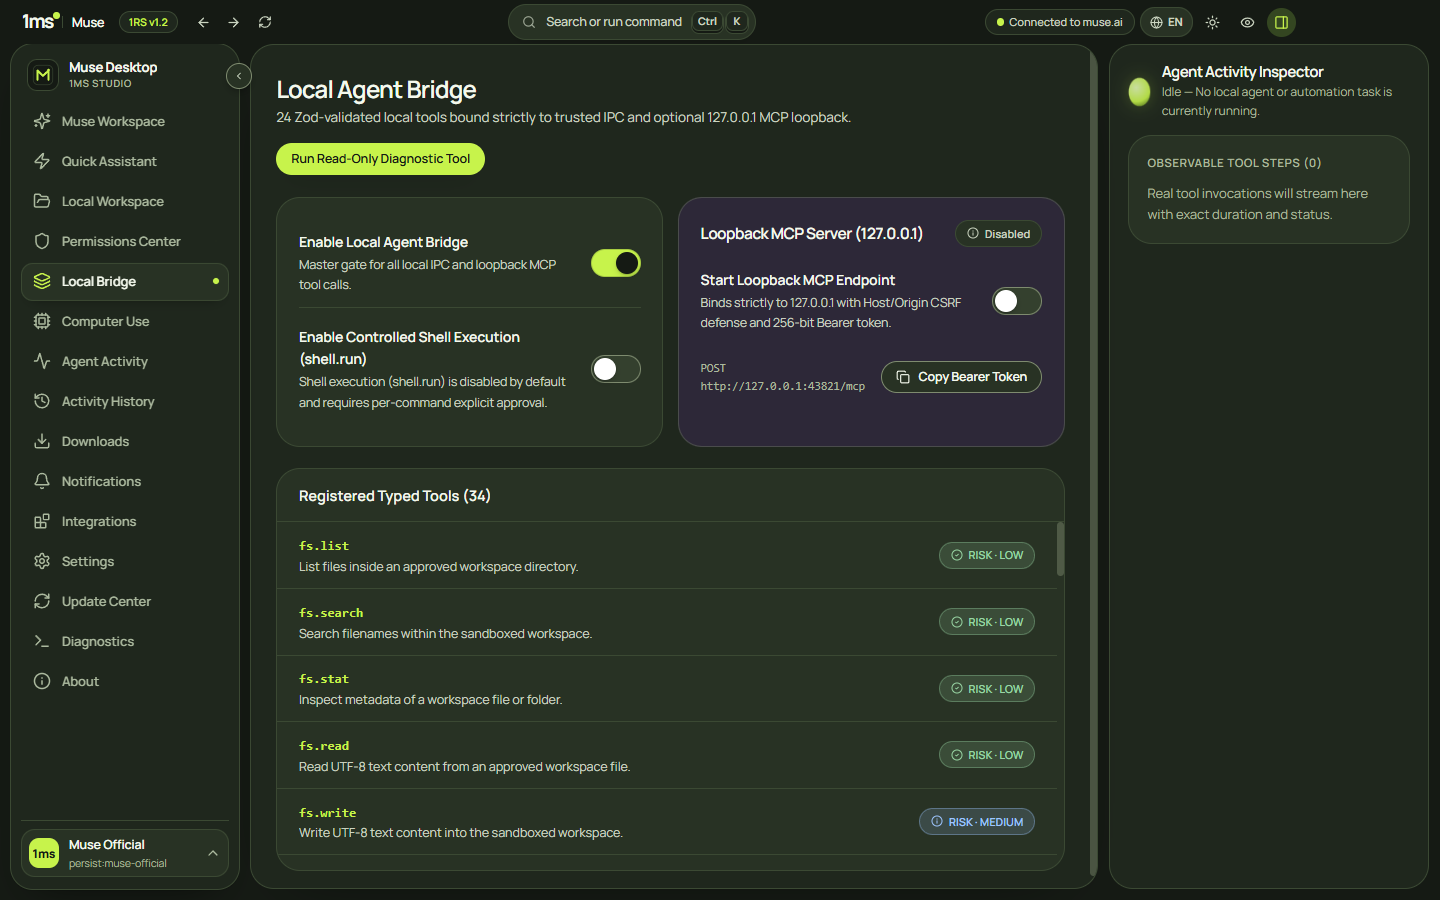 1ms Muse 1RS v1.2
Search or run command Ctrl K
Connected to muse.ai
EN
Muse Desktop
1MS STUDIO
Muse Workspace
Quick Assistant
Local Workspace
Permissions Center
Local Bridge
Computer Use
Agent Activity
Activity History
Downloads
Notifications
Integrations
Settings
Update Center
Diagnostics
About
1ms
Muse Official
persist:muse-official
Local Agent Bridge
24 Zod-validated local tools bound strictly to trusted IPC and optional 127.0.0.1 MCP loopback.
Run Read-Only Diagnostic Tool
Enable Local Agent Bridge
Master gate for all local IPC and loopback MCP
tool calls.
Enable Controlled Shell Execution
(shell.run)
Shell execution (shell.run) is disabled by default
and requires per-command explicit approval.
Loopback MCP Server (127.0.0.1)
Disabled
Start Loopback MCP Endpoint
Binds strictly to 127.0.0.1 with Host/Origin CSRF
defense and 256-bit Bearer token.
POST
http://127.0.0.1:43821/mcp
Copy Bearer Token
Registered Typed Tools (34)
fs.list
List files inside an approved workspace directory.
RISK · LOW
fs.search
Search filenames within the sandboxed workspace.
RISK · LOW
fs.stat
Inspect metadata of a workspace file or folder.
RISK · LOW
fs.read
Read UTF-8 text content from an approved workspace file.
RISK · LOW
fs.write
Write UTF-8 text content into the sandboxed workspace.
RISK · MEDIUM
Agent Activity Inspector
Idle — No local agent or automation task is
currently running.
OBSERVABLE TOOL STEPS (0)
Real tool invocations will stream here
with exact duration and status.